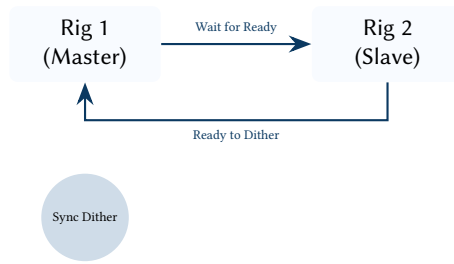 Rig 1
(Master)
Wait for Ready
Rig 2
(Slave)
Ready to Dither
Sync Dither